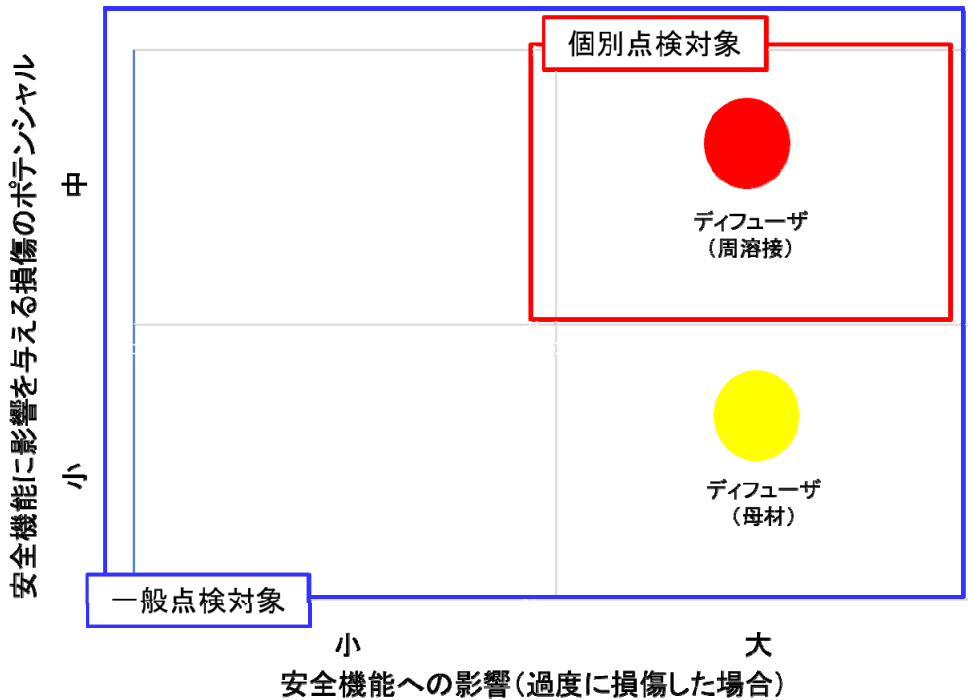 個別点検対象
安全機能に影響を与える損傷のポテンシャル
中
ディフューザ
（周溶接）
小
ディフューザ
（母材）
一般点検対象
小
大
安全機能への影響（過度に損傷した場合）